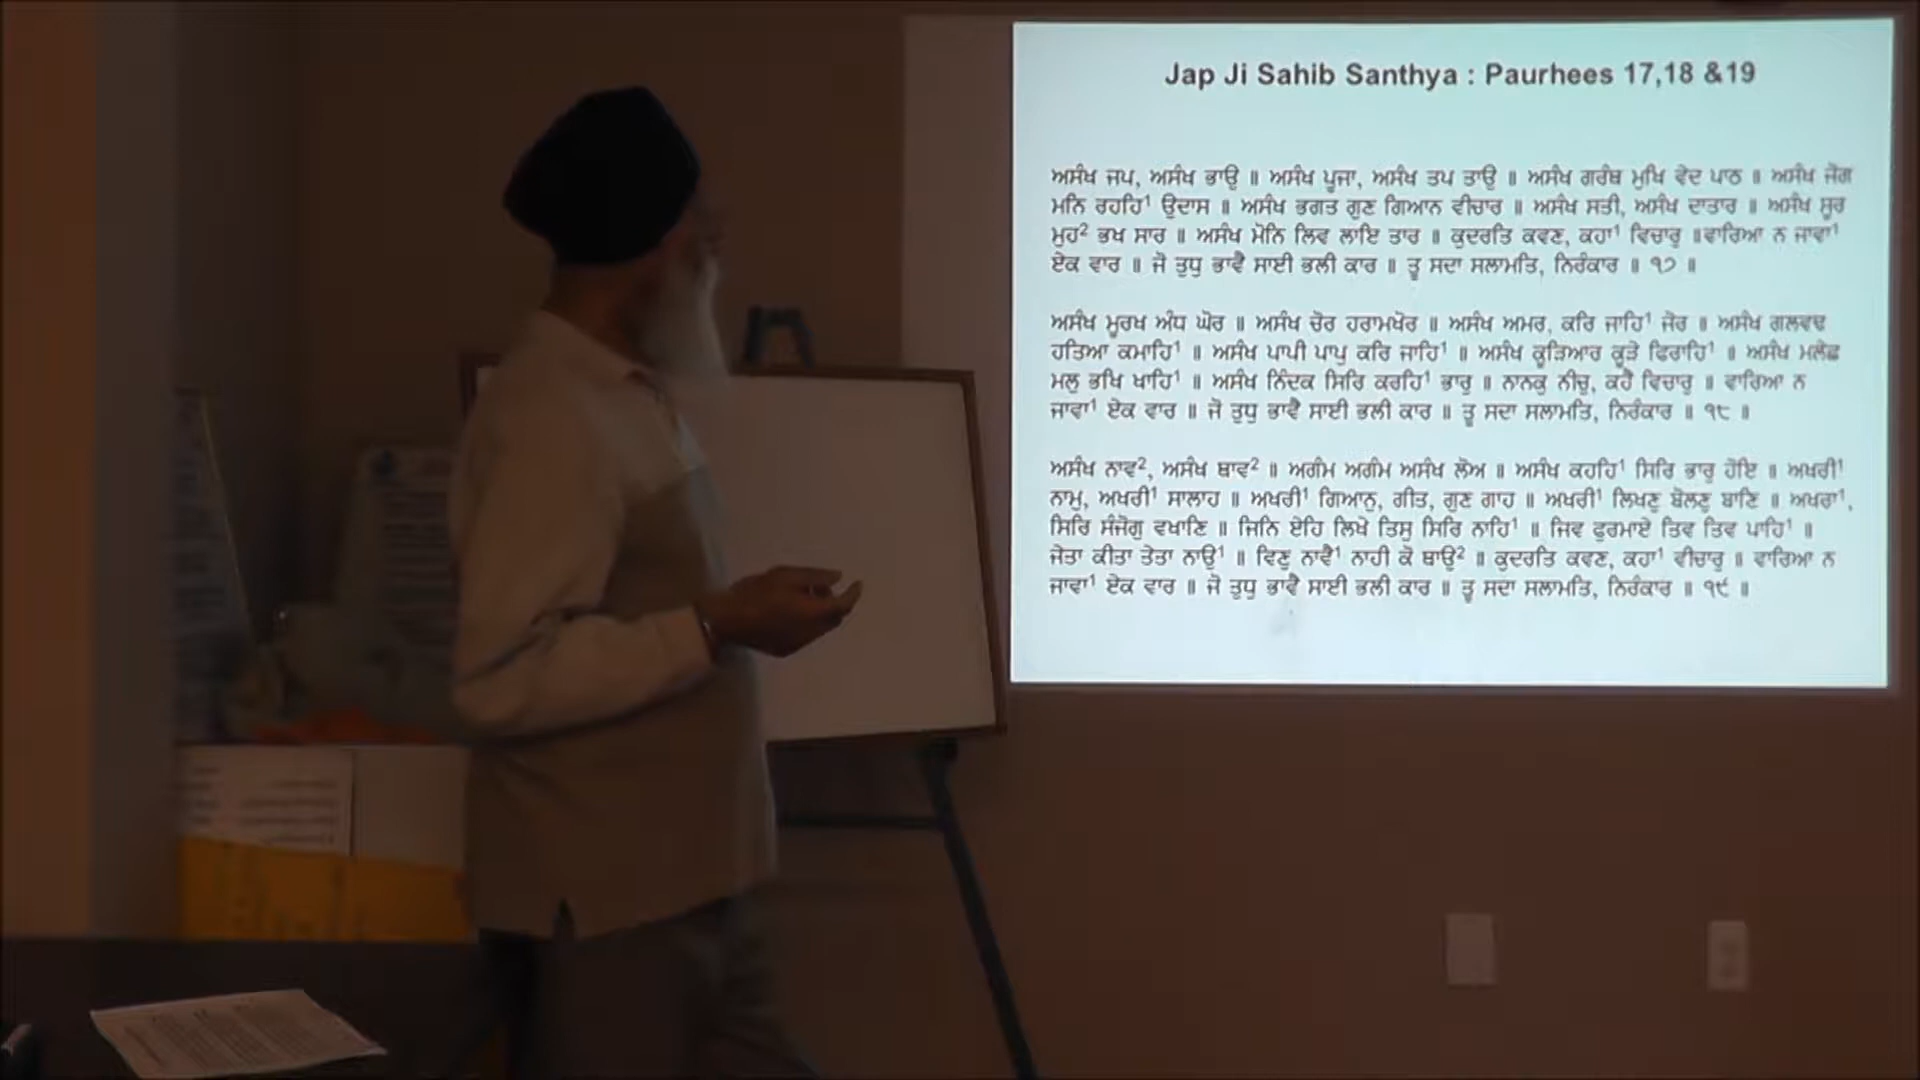 Jap Ji Sahib Santhya : Paurhees 17,18 &19
ਅਸੰਖ ਜਪ, ਅਸੰਖ ਭਾਉ ॥ ਅਸੰਖ ਪੂਜਾ, ਅਸੰਖ ਤਪ ਤਾਉ ॥ ਅਸੰਖ ਗਰੰਥ ਮੁਖਿ ਵੇਦ ਪਾਠ ॥ ਅਸੰਖ ਜੋਗ
ਮਨਿ ਰਹਹਿ¹ ਉਦਾਸ ॥ ਅਸੰਖ ਭਗਤ ਗੁਣ ਗਿਆਨ ਵੀਚਾਰ ॥ ਅਸੰਖ ਸਤੀ, ਅਸੰਖ ਦਾਤਾਰ ॥ ਅਸੰਖ ਸੂਰ
ਮੁਹ² ਭਖ ਸਾਰ ॥ ਅਸੰਖ ਮੋਨਿ ਲਿਵ ਲਾਇ ਤਾਰ ॥ ਕੁਦਰਤਿ ਕਵਣ, ਕਹਾ¹ ਵਿਚਾਰੁ ॥ਵਾਰਿਆ ਨ ਜਾਵਾ¹
ਏਕ ਵਾਰ ॥ ਜੋ ਤੁਧੁ ਭਾਵੈ ਸਾਈ ਭਲੀ ਕਾਰ ॥ ਤੂ ਸਦਾ ਸਲਾਮਤਿ, ਨਿਰੰਕਾਰ ॥ ੧੭ ॥
ਅਸੰਖ ਮੂਰਖ ਅੰਧ ਘੋਰ ॥ ਅਸੰਖ ਚੋਰ ਹਰਾਮਖੋਰ ॥ ਅਸੰਖ ਅਮਰ, ਕਰਿ ਜਾਹਿ¹ ਜੋਰ ॥ ਅਸੰਖ ਗਲਵਢ
ਹਤਿਆ ਕਮਾਹਿ¹ ॥ ਅਸੰਖ ਪਾਪੀ ਪਾਪੁ ਕਰਿ ਜਾਹਿ¹ ॥ ਅਸੰਖ ਕੂੜਿਆਰ ਕੂੜੇ ਫਿਰਾਹਿ¹ ॥ ਅਸੰਖ ਮਲੇਛ
ਮਲੁ ਭਖਿ ਖਾਹਿ¹ ॥ ਅਸੰਖ ਨਿੰਦਕ ਸਿਰਿ ਕਰਹਿ¹ ਭਾਰੁ ॥ ਨਾਨਕੁ ਨੀਚੁ, ਕਹੈ ਵਿਚਾਰੁ ॥ ਵਾਰਿਆ ਨ
ਜਾਵਾ¹ ਏਕ ਵਾਰ ॥ ਜੋ ਤੁਧੁ ਭਾਵੈ ਸਾਈ ਭਲੀ ਕਾਰ ॥ ਤੂ ਸਦਾ ਸਲਾਮਤਿ, ਨਿਰੰਕਾਰ ॥ ੧੮ ॥
ਅਸੰਖ ਨਾਵ², ਅਸੰਖ ਥਾਵ² ॥ ਅਗੰਮ ਅਗੰਮ ਅਸੰਖ ਲੋਅ ॥ ਅਸੰਖ ਕਹਹਿ¹ ਸਿਰਿ ਭਾਰੁ ਹੋਇ ॥ ਅਖਰੀ¹
ਨਾਮੁ, ਅਖਰੀ¹ ਸਾਲਾਹ ॥ ਅਖਰੀ¹ ਗਿਆਨੁ, ਗੀਤ, ਗੁਣ ਗਾਹ ॥ ਅਖਰੀ¹ ਲਿਖਣੁ ਬੋਲਣੁ ਬਾਣਿ ॥ ਅਖਰਾ¹,
ਸਿਰਿ ਸੰਜੋਗੁ ਵਖਾਣਿ ॥ ਜਿਨਿ ਏਹਿ ਲਿਖੇ ਤਿਸੁ ਸਿਰਿ ਨਾਹਿ¹ ॥ ਜਿਵ ਫੁਰਮਾਏ ਤਿਵ ਤਿਵ ਪਾਹਿ¹ ॥
ਜੇਤਾ ਕੀਤਾ ਤੇਤਾ ਨਾਉ¹ ॥ ਵਿਣੁ ਨਾਵੈ¹ ਨਾਹੀ ਕੋ ਥਾਉ² ॥ ਕੁਦਰਤਿ ਕਵਣ, ਕਹਾ¹ ਵੀਚਾਰੁ ॥ ਵਾਰਿਆ ਨ
ਜਾਵਾ¹ ਏਕ ਵਾਰ ॥ ਜੋ ਤੁਧੁ ਭਾਵੈ ਸਾਈ ਭਲੀ ਕਾਰ ॥ ਤੂ ਸਦਾ ਸਲਾਮਤਿ, ਨਿਰੰਕਾਰ ॥ ੧੯ ॥